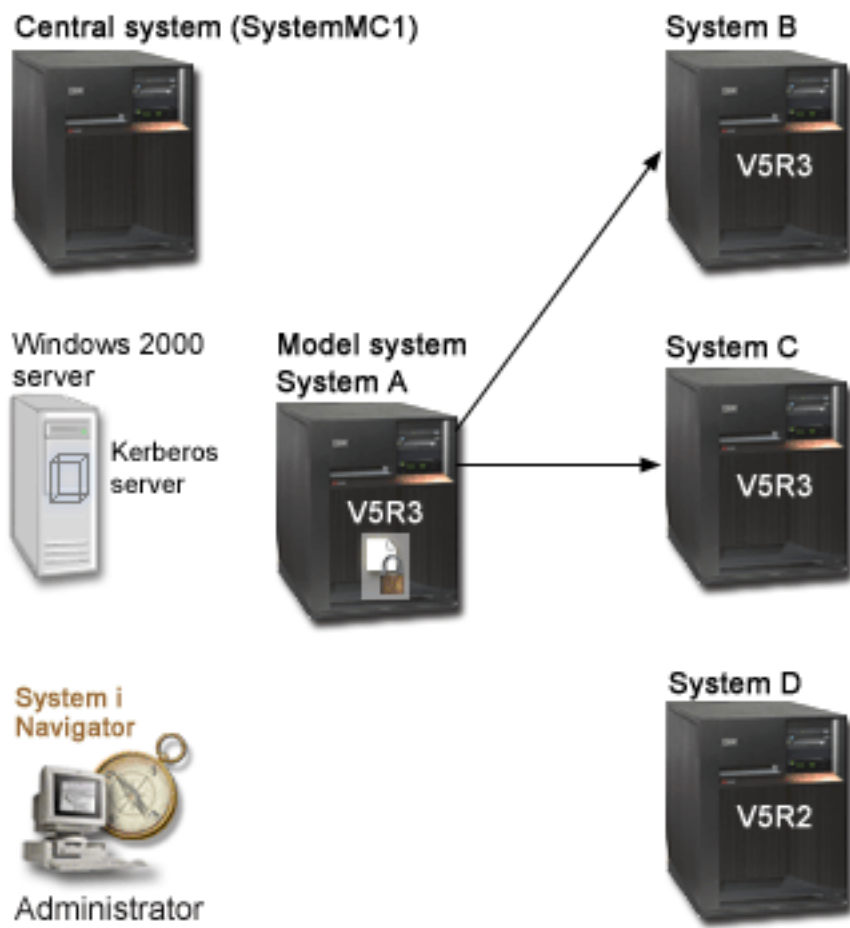 Central system (SystemMC1)
System B
V5R3
Windows 2000
server
Kerberos
server
Model system
System A
V5R3
System C
V5R3
System i
Navigator
Administrator
System D
V5R2